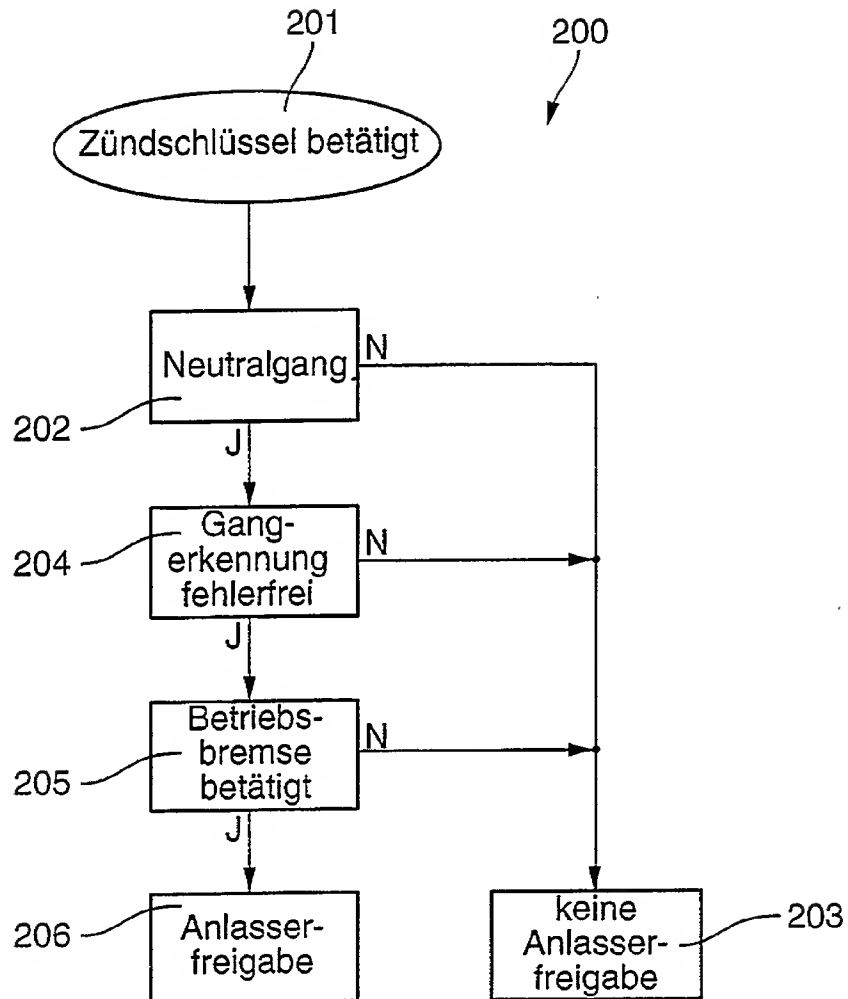 201
200
Zündschlüssel betätigt
Neutralgang
N
202
J
Gang-
erkennung
fehlerfrei
N
204
J
Betriebs-
bremse
betätigt
N
205
J
Anlasser-
freigabe
206
keine
Anlasser-
freigabe
203